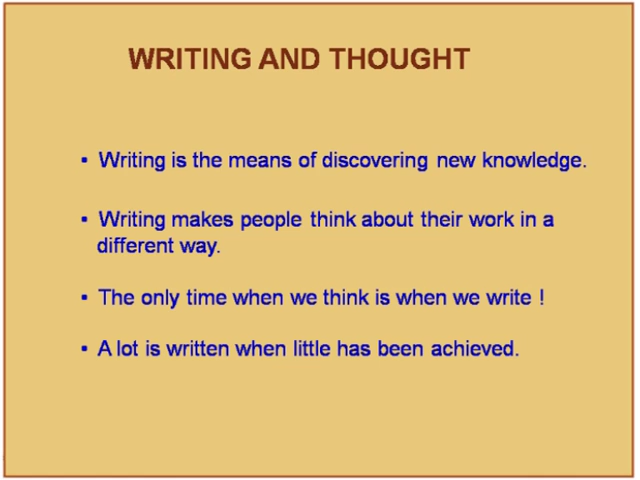 WRITING AND THOUGHT
▪ Writing is the means of discovering new knowledge.
▪ Writing makes people think about their work in a
different way.
▪ The only time when we think is when we write !
▪ A lot is written when little has been achieved.